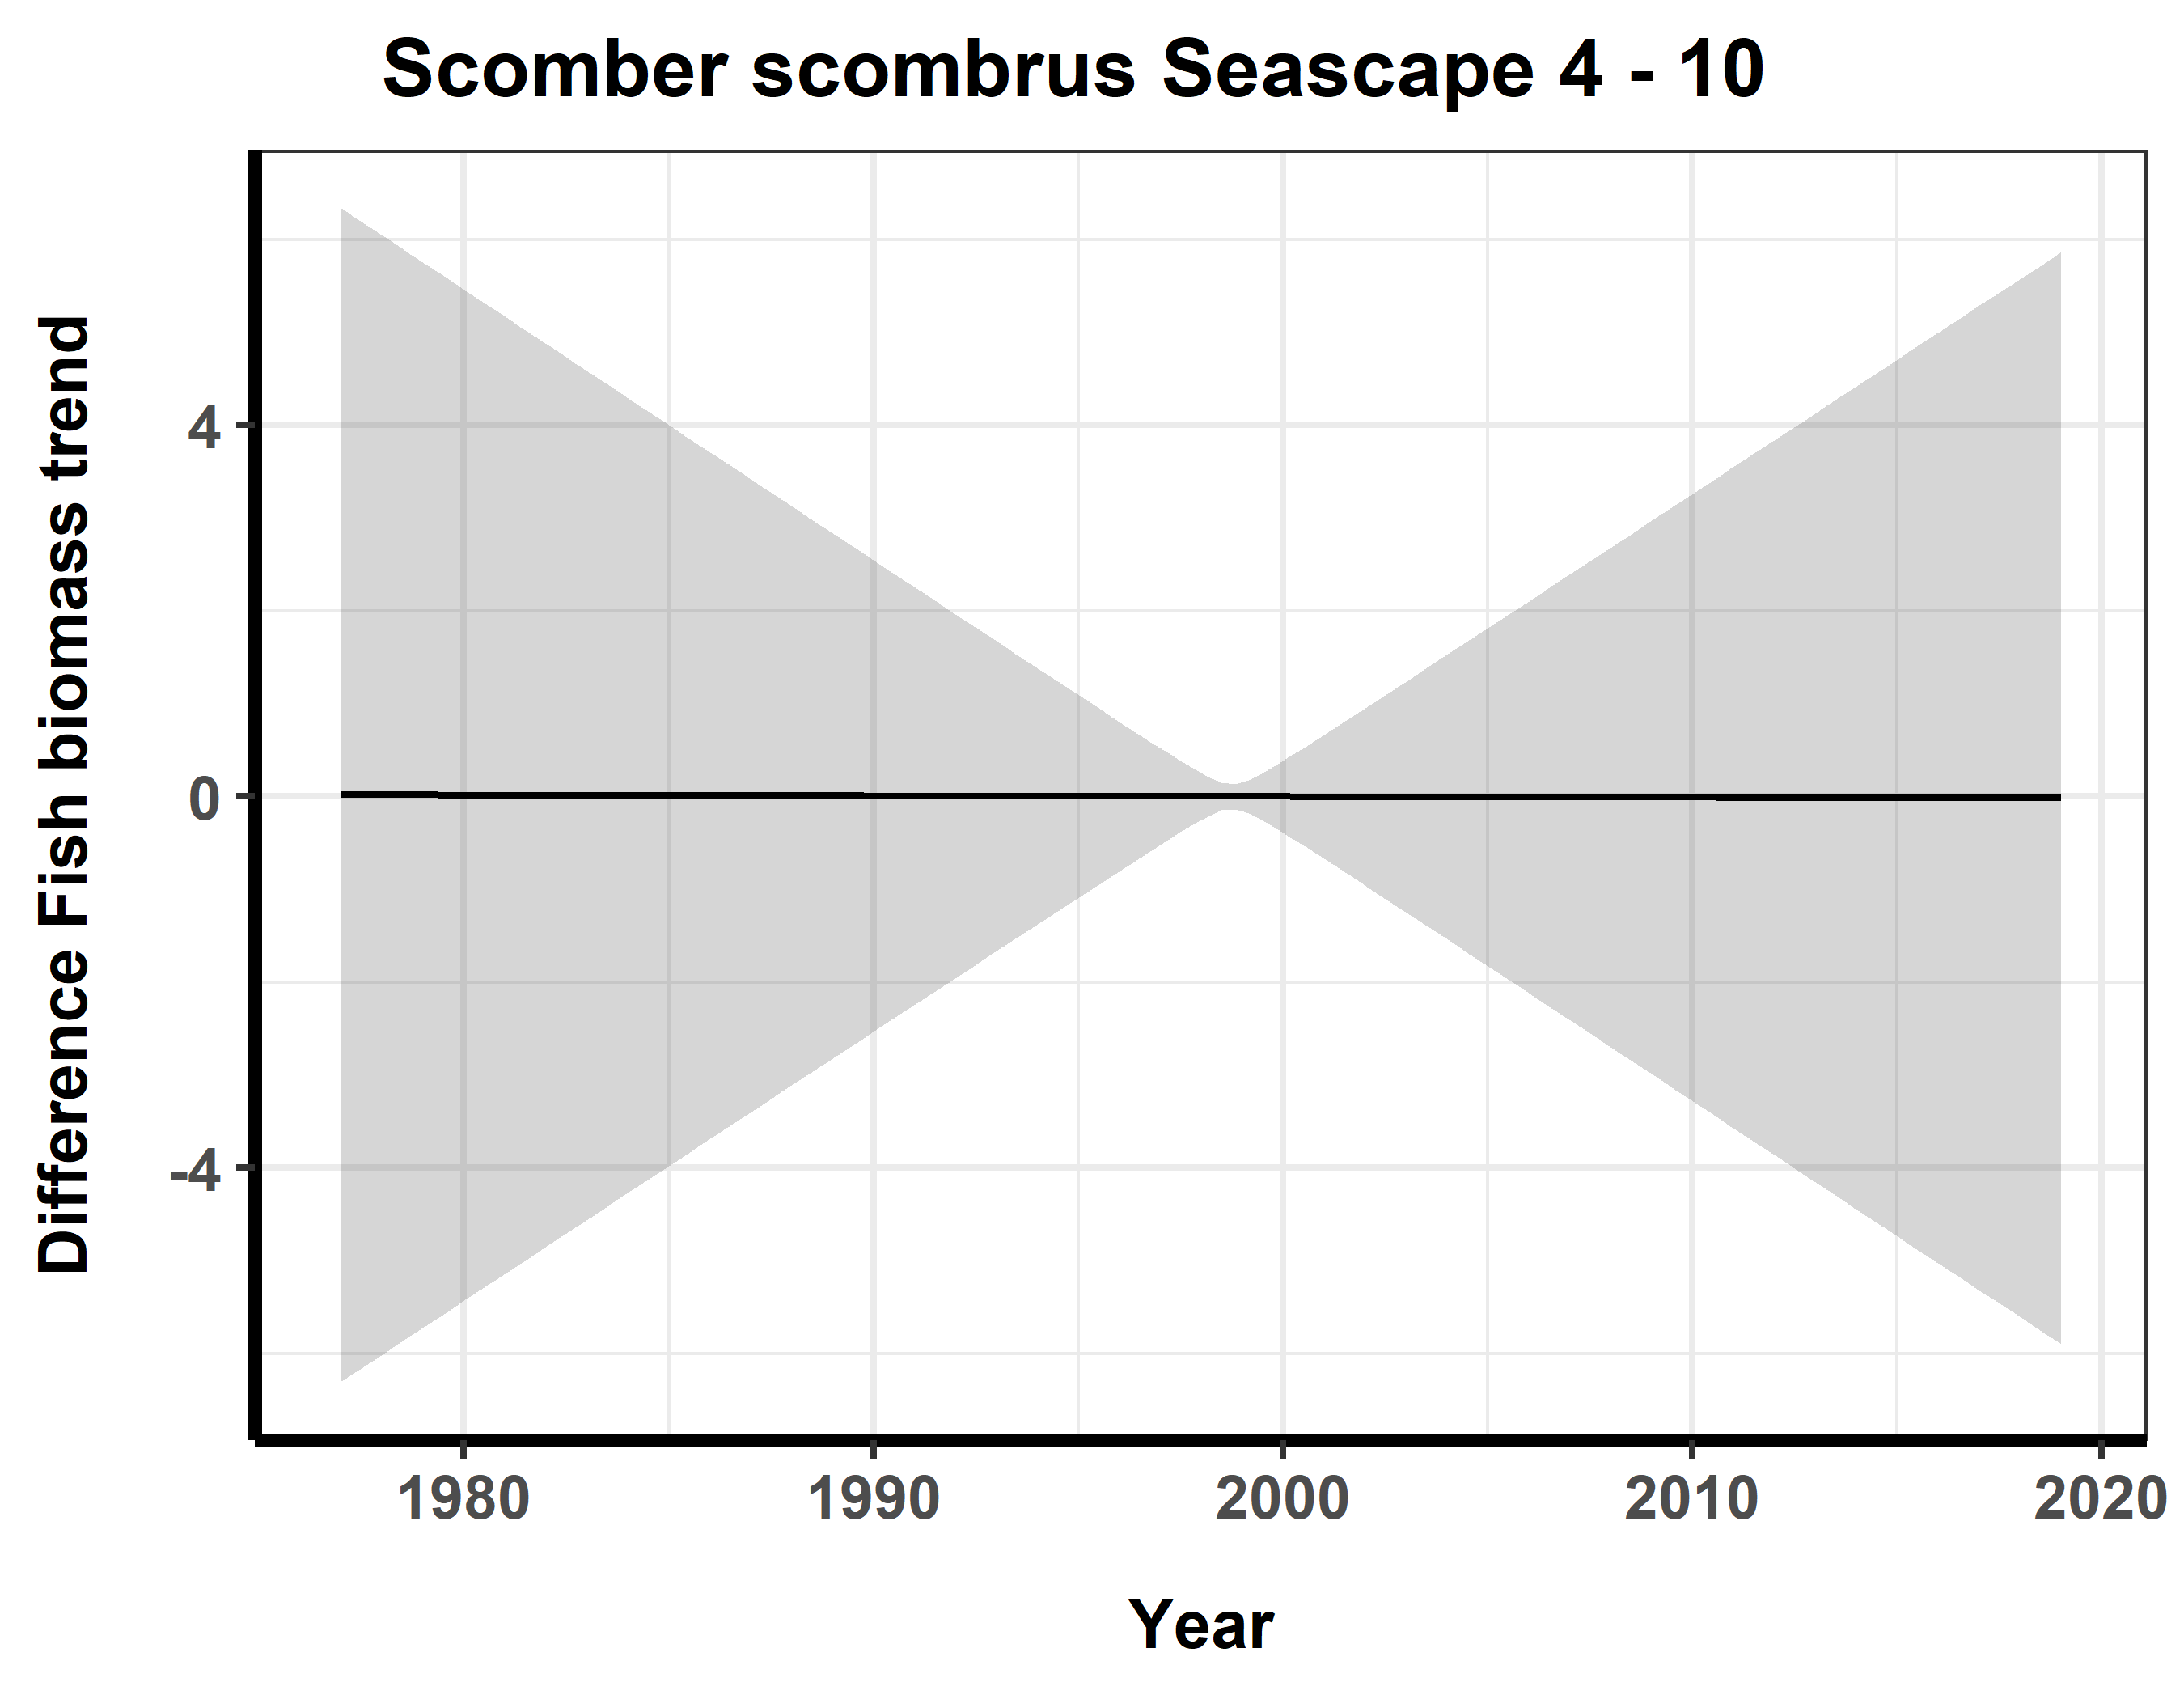 Scomber scombrus Seascape 4 - 10
Difference Fish biomass trend
4
0
-4
1980 1990 2000 2010 2020
Year